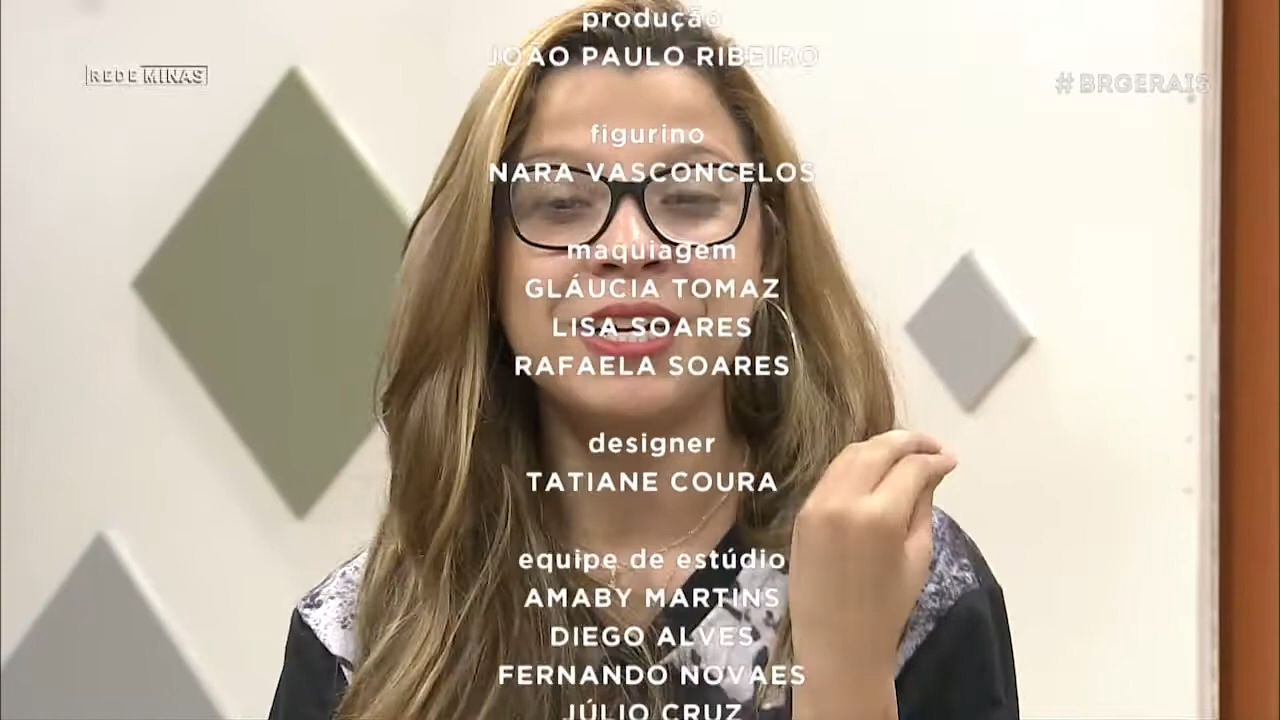 produção
JOÃO PAULO RIBEIRO
REDE MINAS
#BRGERAIS
figurino
NARA VASCONCELOS
maquiagem
GLÁUCIA TOMAZ
LISA SOARES
RAFAELA SOARES
designer
TATIANE COURA
equipe de estúdio
AMABY MARTINS
DIEGO ALVES
FERNANDO NOVAES
JÚLIO CRUZ